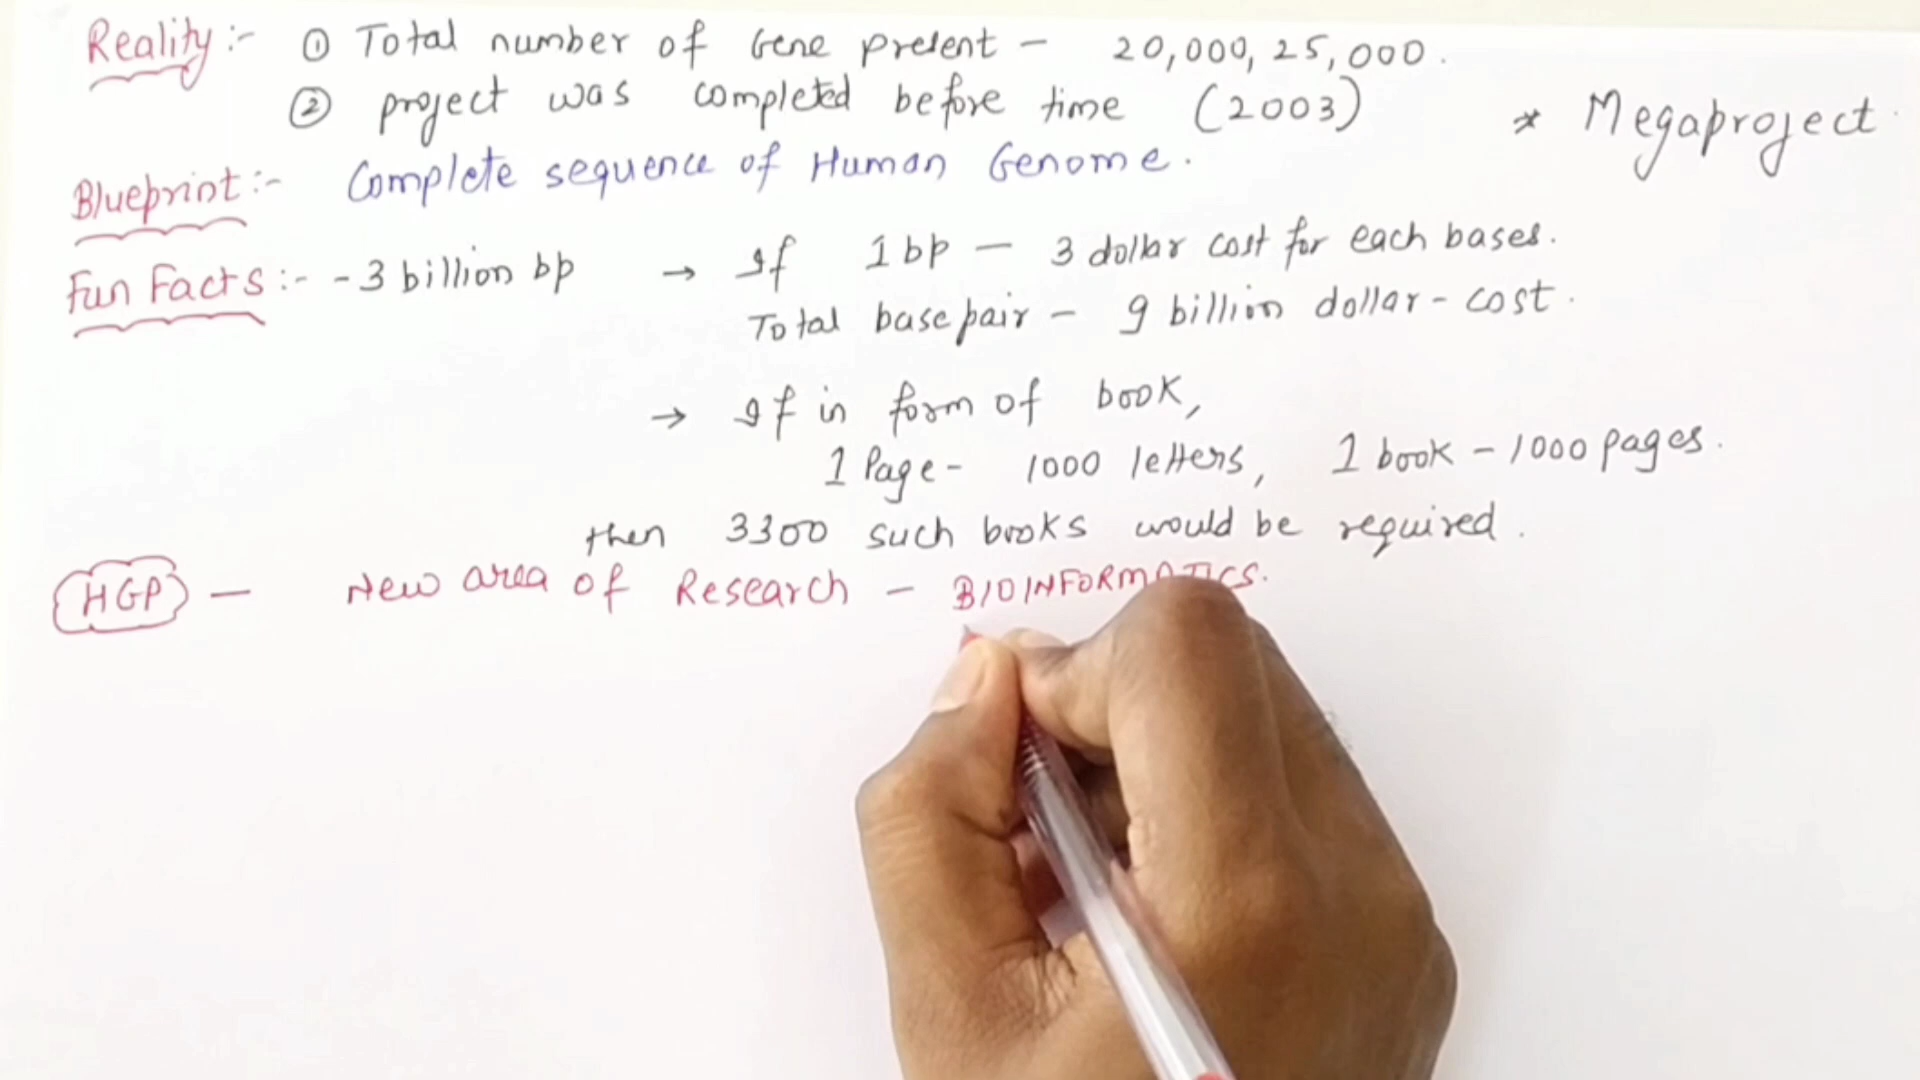 Reality :- ① Total number of Gene present - 20,000, 25,000.
② project was completed before time (2003)
* Megaproject
Blueprint :- Complete sequence of Human Genome.
Fun Facts :- - 3 billion bp → If 1 bp - 3 dollar cost for each bases.
Total base pair - 9 billion dollar - cost.
→ If in form of book,
1 Page - 1000 letters, 1 book - 1000 pages.
then 3300 such books would be required.
HGP - New area of Research - BIOINFORMATICS.